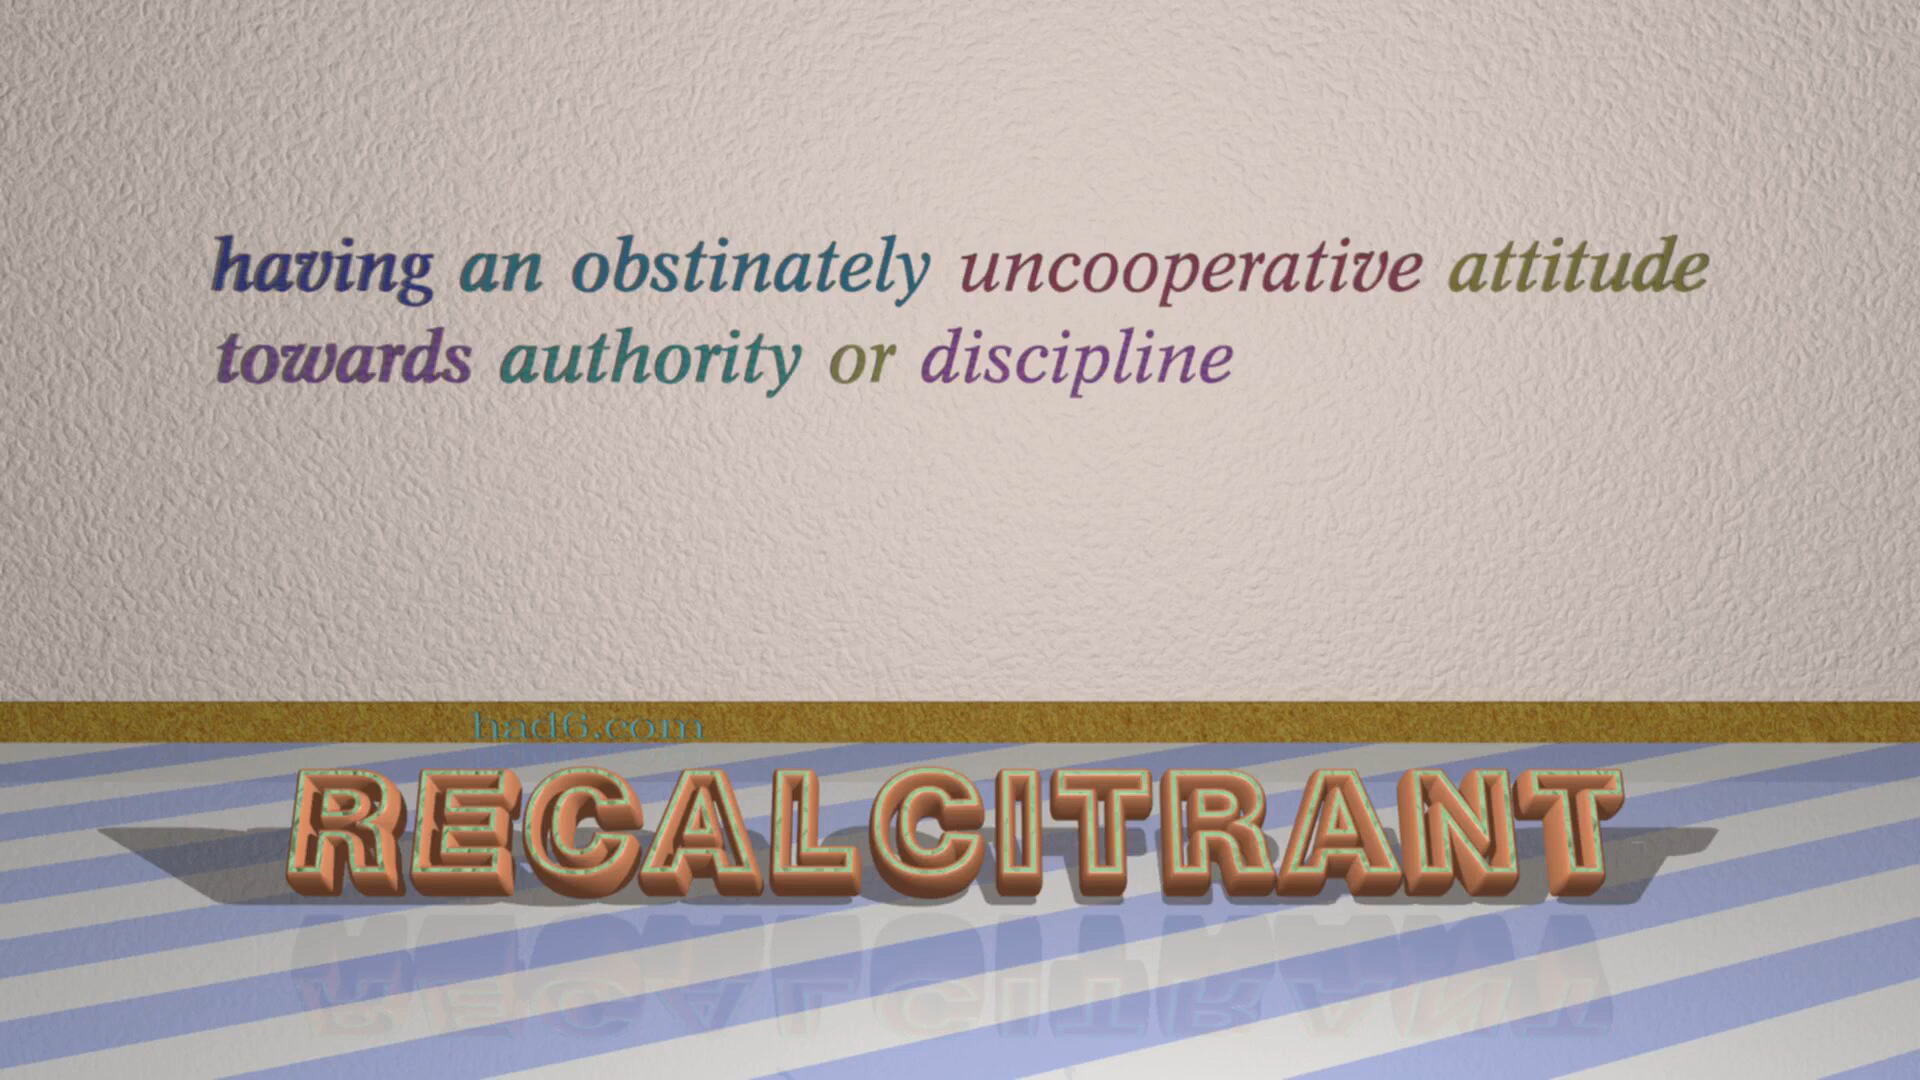 having an obstinately uncooperative attitude
towards authority or discipline
had6.com
RECALCITRANT